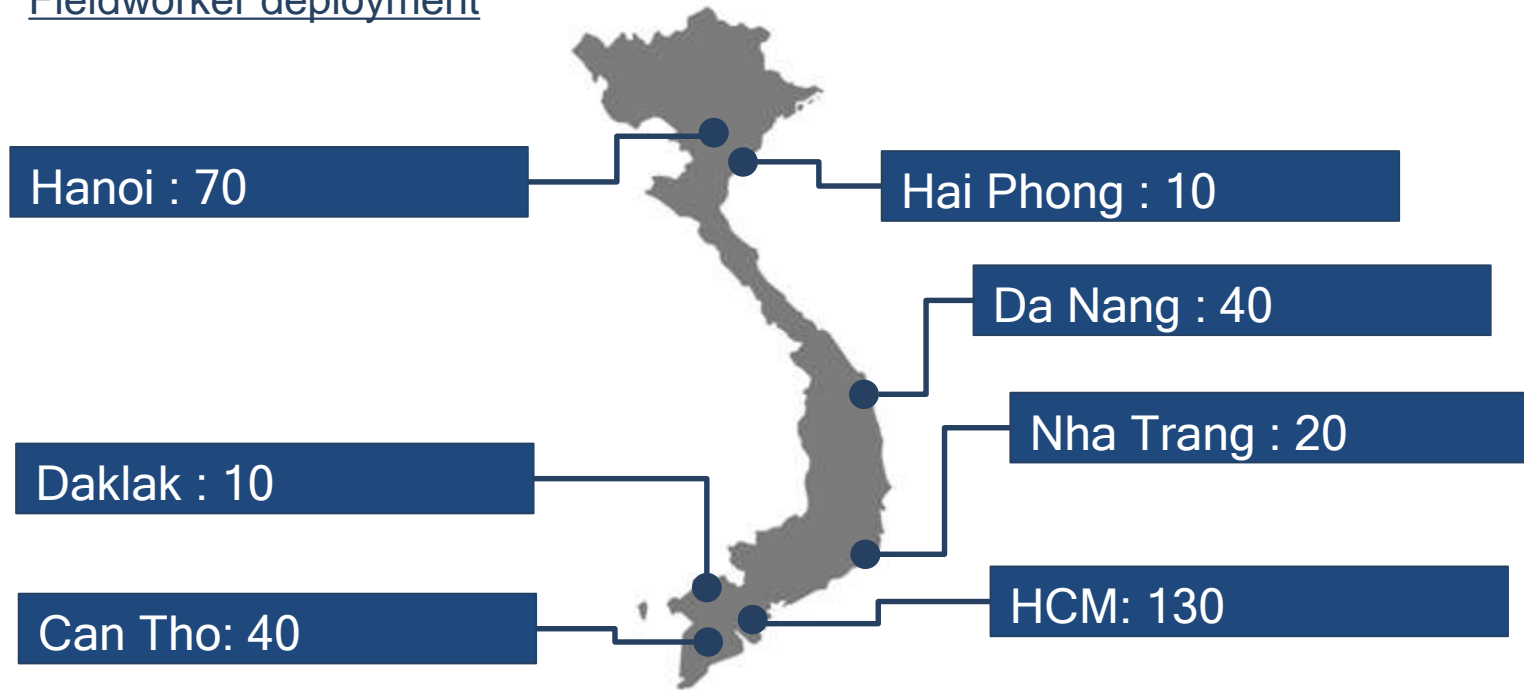 Fieldworker deployment
Hanoi : 70
Hai Phong : 10
Da Nang : 40
Nha Trang : 20
Daklak : 10
HCM: 130
Can Tho: 40